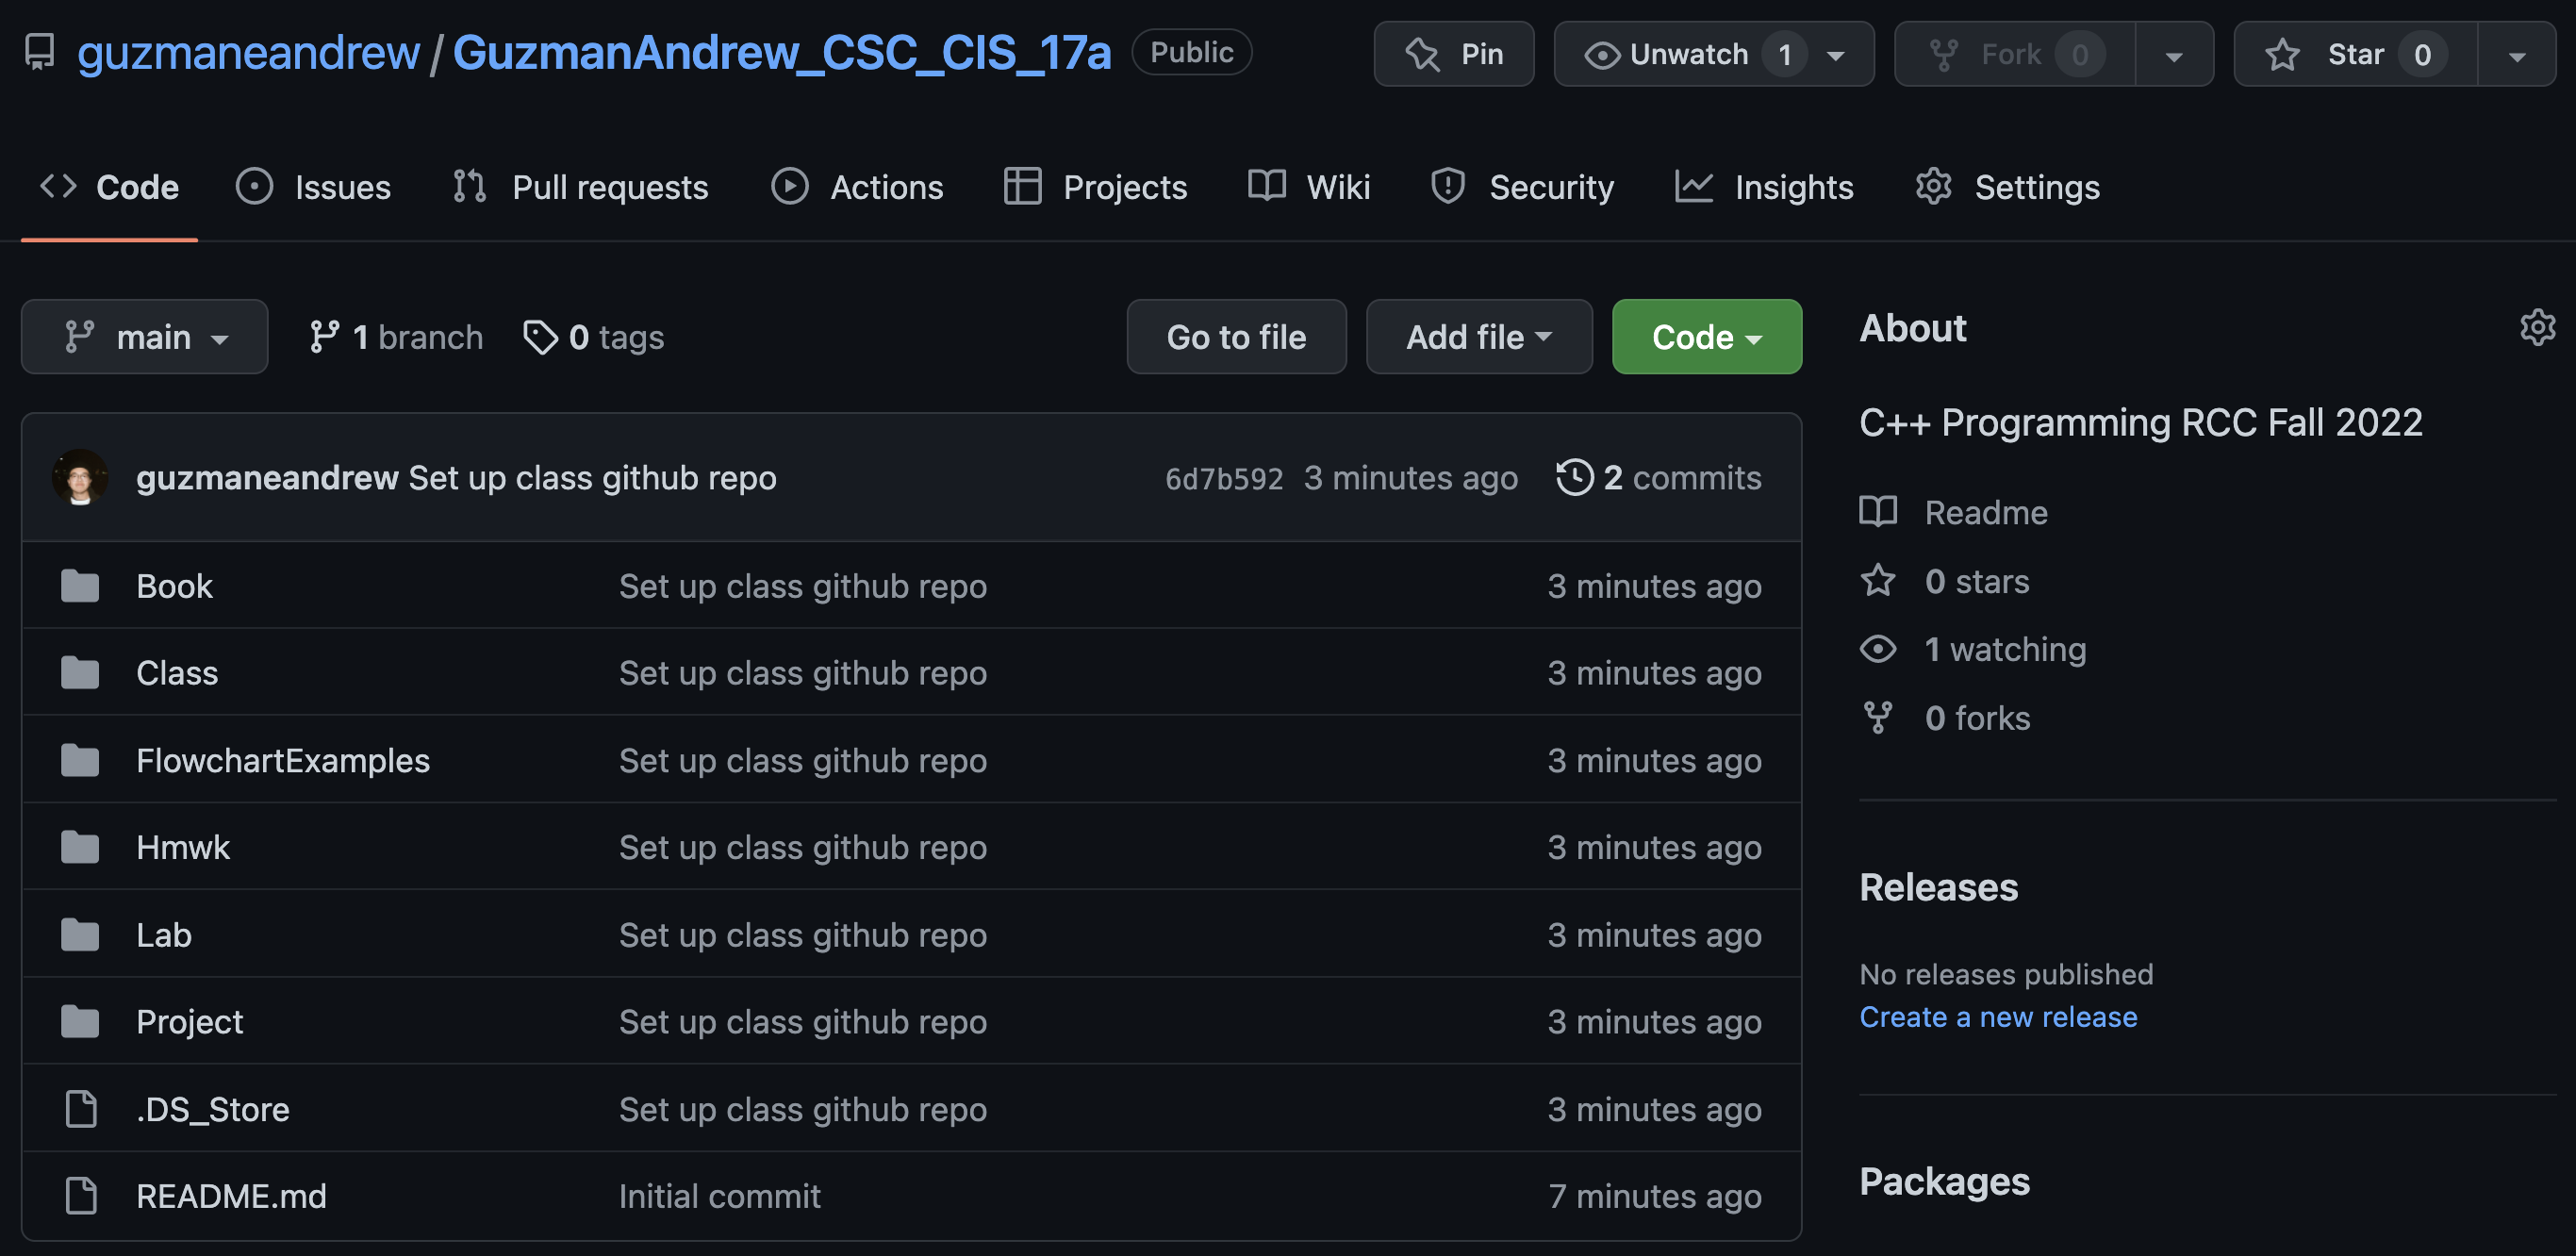 guzmaneandrew/GuzmanAndrew_CSC_CIS_17a Public Pin Unwatch 1 Fork 0 Star 0
Code Issues Pull requests Actions Projects Wiki Security Insights Settings
main 1 branch 0 tags Go to file Add file Code
guzmaneandrew Set up class github repo 6d7b592 3 minutes ago 2 commits
Book Set up class github repo 3 minutes ago
Class Set up class github repo 3 minutes ago
FlowchartExamples Set up class github repo 3 minutes ago
Hmwk Set up class github repo 3 minutes ago
Lab Set up class github repo 3 minutes ago
Project Set up class github repo 3 minutes ago
.DS_Store Set up class github repo 3 minutes ago
README.md Initial commit 7 minutes ago
About
C++ Programming RCC Fall 2022
Readme
0 stars
1 watching
0 forks
Releases
No releases published
Create a new release
Packages